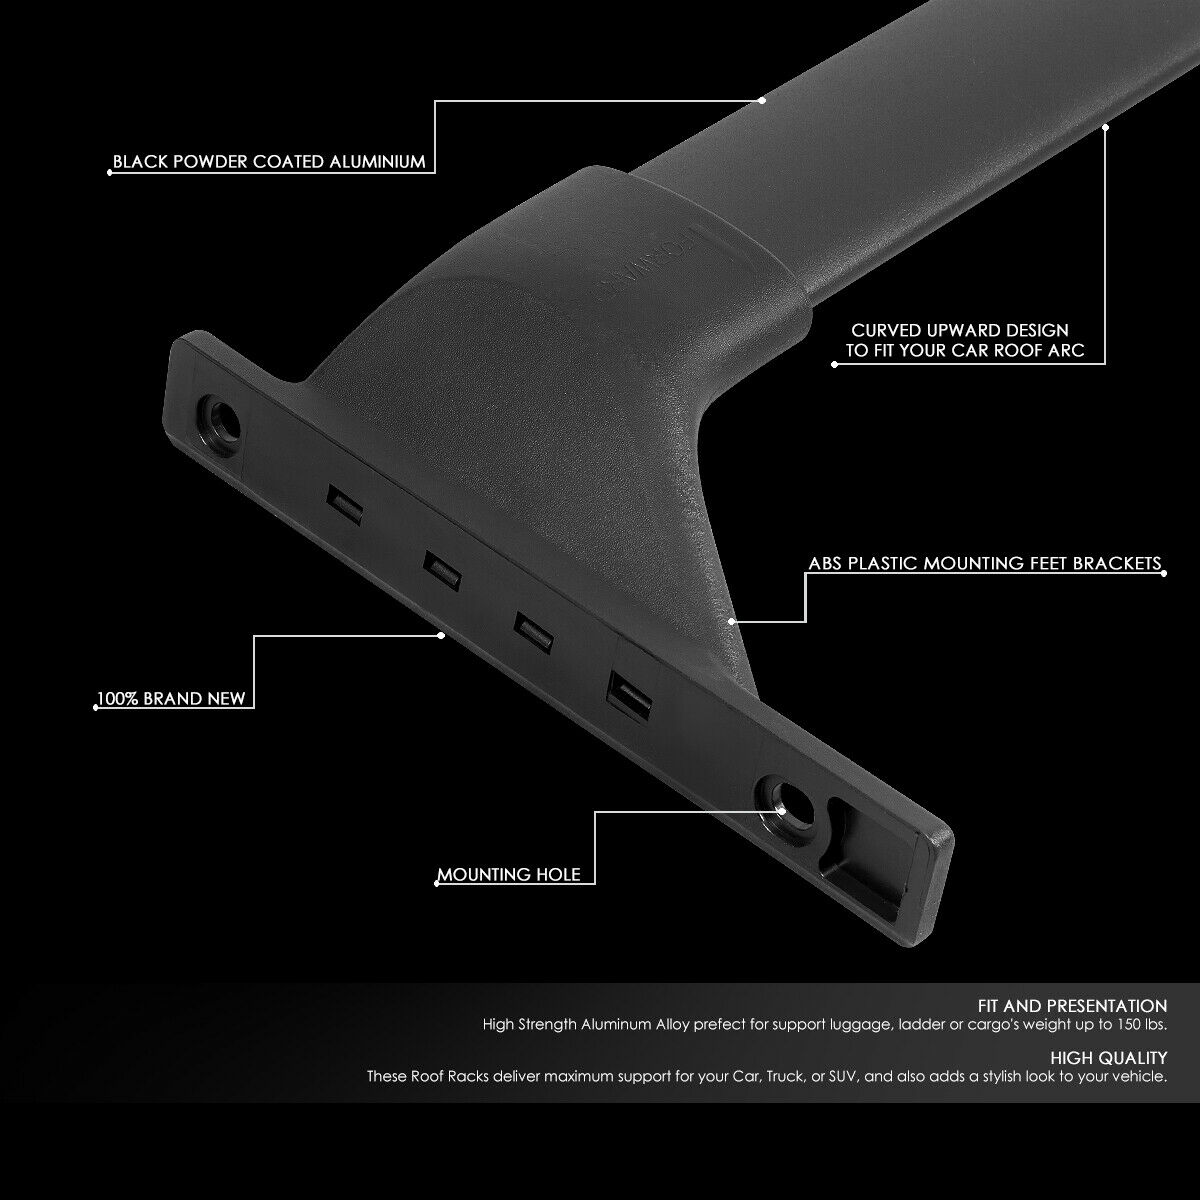 BLACK POWDER COATED ALUMINIUM
FORWARD
CURVED UPWARD DESIGN
TO FIT YOUR CAR ROOF ARC
ABS PLASTIC MOUNTING FEET BRACKETS
100% BRAND NEW
MOUNTING HOLE
FIT AND PRESENTATION
High Strength Aluminum Alloy prefect for support luggage, ladder or cargo's weight up to 150 lbs.
HIGH QUALITY
These Roof Racks deliver maximum support for your Car, Truck, or SUV, and also adds a stylish look to your vehicle.